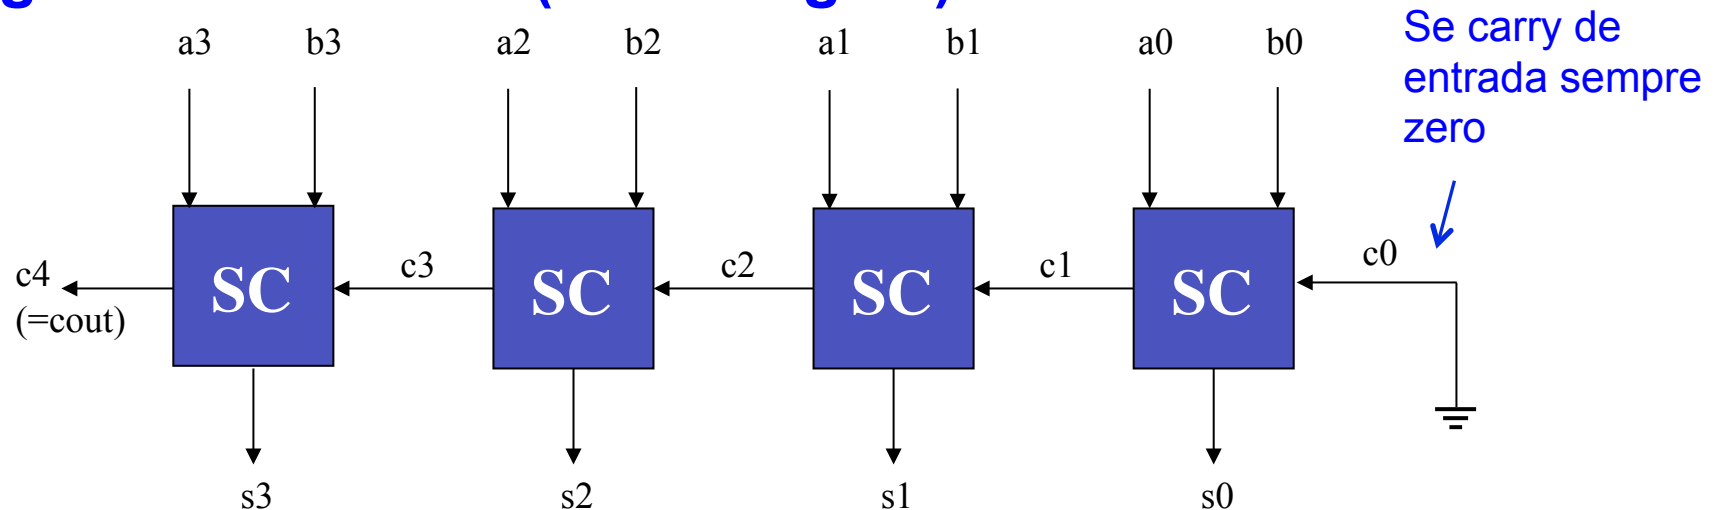 Se carry de
entrada sempre
zero
a3 b3 a2 b2 a1 b1 a0 b0
c4
(=cout)
SC c3 SC c2 SC c1 SC c0
s3 s2 s1 s0